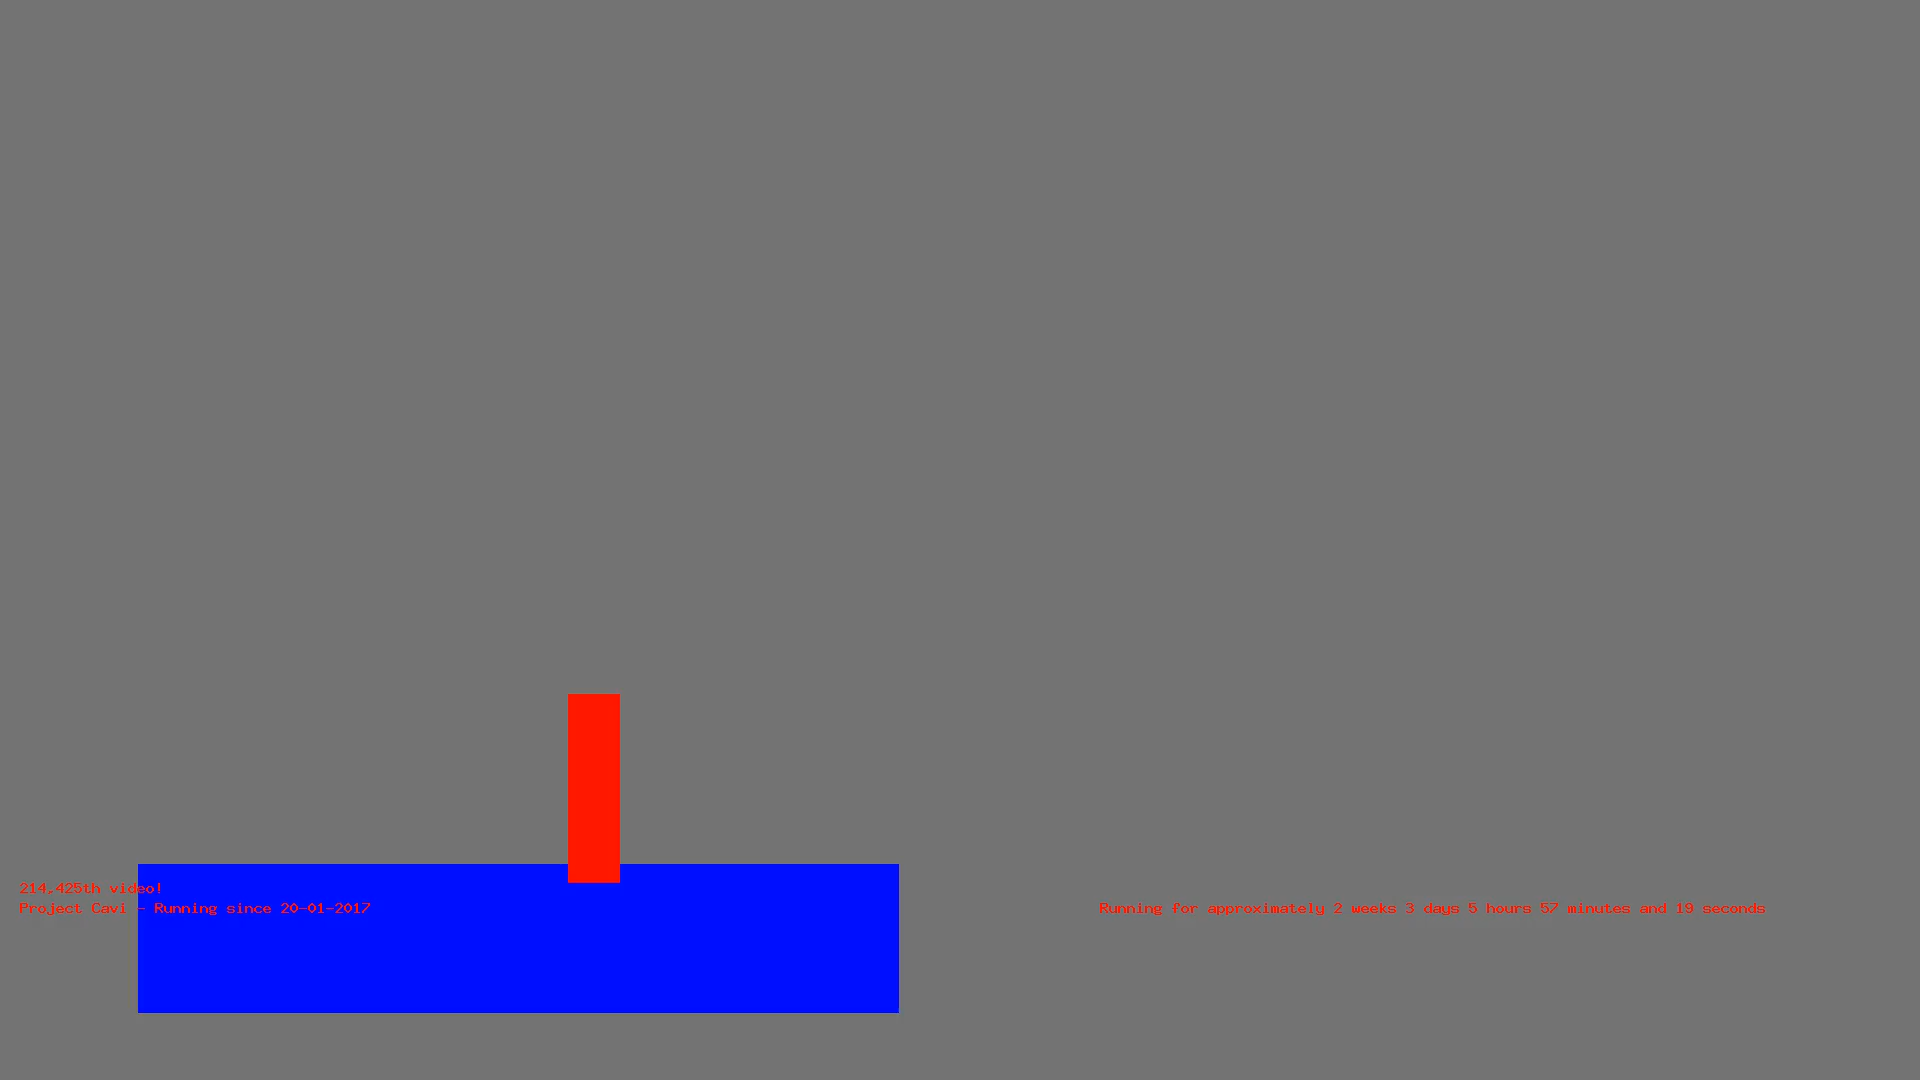 214,425th video!
Project Cavi - Running since 20-01-2017
Running for approximately 2 weeks 3 days 5 hours 57 minutes and 19 seconds